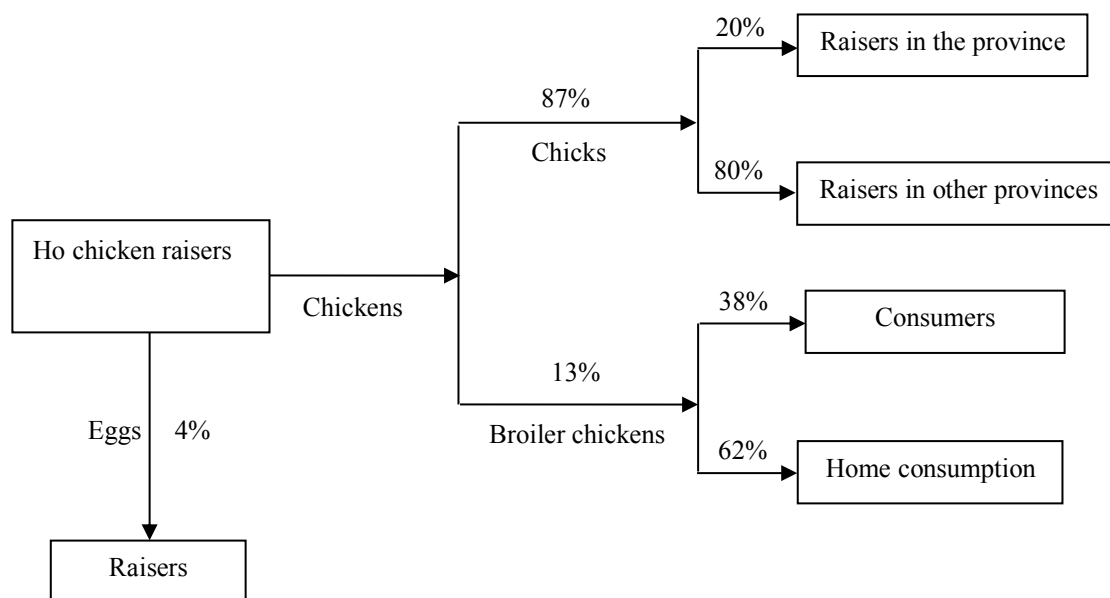 20%
Raisers in the province
87%
Chicks
80%
Raisers in other provinces
Ho chicken raisers
Chickens
38%
Consumers
13%
Broiler chickens
Eggs 4%
62%
Home consumption
Raisers